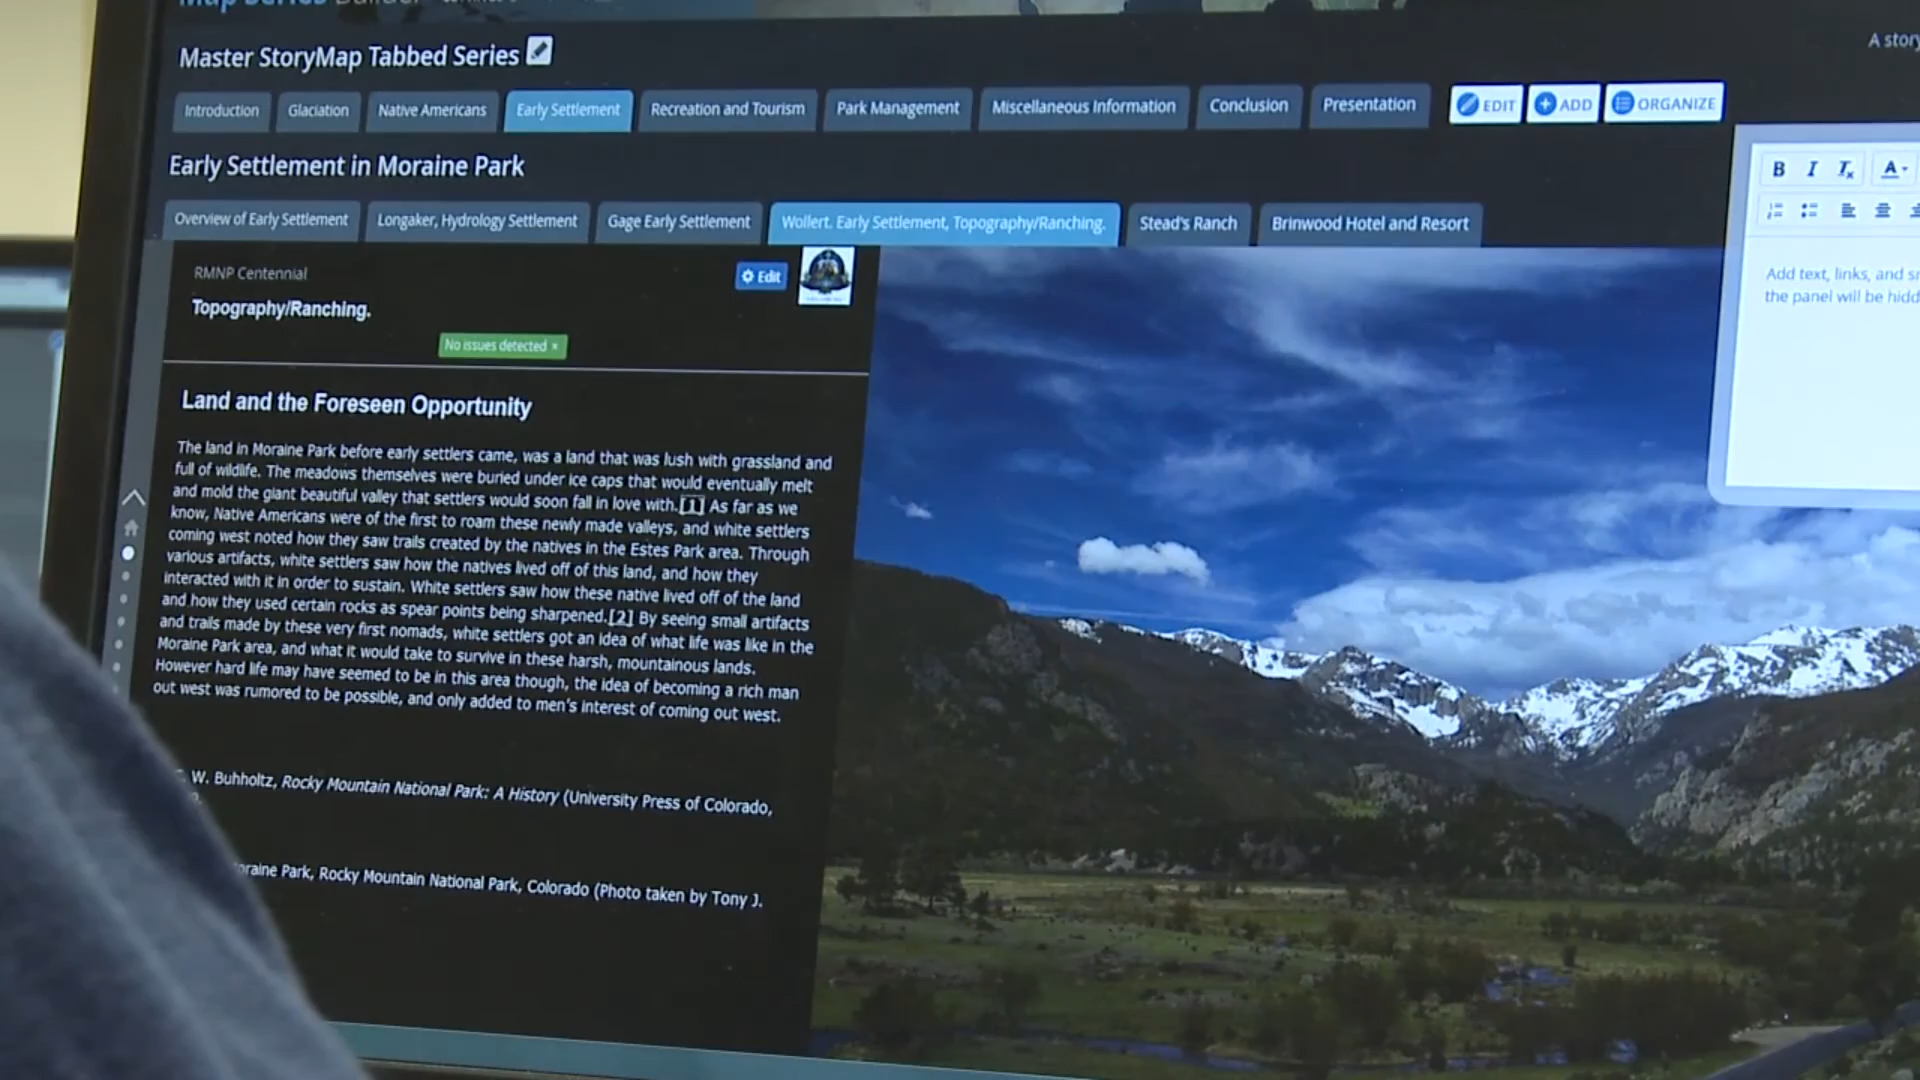 Map Series Builder
A story
Master StoryMap Tabbed Series
Introduction
Glaciation
Native Americans
Early Settlement
Recreation and Tourism
Park Management
Miscellaneous Information
Conclusion
Presentation
EDIT
ADD
ORGANIZE
Early Settlement in Moraine Park
Overview of Early Settlement
Longaker, Hydrology Settlement
Gage Early Settlement
Wollert. Early Settlement, Topography/Ranching.
Stead's Ranch
Brinwood Hotel and Resort
RMNP Centennial
Edit
Topography/Ranching.
No issues detected ×
Land and the Foreseen Opportunity
The land in Moraine Park before early settlers came, was a land that was lush with grassland and
full of wildlife. The meadows themselves were buried under ice caps that would eventually melt
and mold the giant beautiful valley that settlers would soon fall in love with.[1] As far as we
know, Native Americans were of the first to roam these newly made valleys, and white settlers
coming west noted how they saw trails created by the natives in the Estes Park area. Through
various artifacts, white settlers saw how the natives lived off of this land, and how they
interacted with it in order to sustain. White settlers saw how these native lived off of the land
and how they used certain rocks as spear points being sharpened.[2] By seeing small artifacts
and trails made by these very first nomads, white settlers got an idea of what life was like in the
Moraine Park area, and what it would take to survive in these harsh, mountainous lands.
However hard life may have seemed to be in this area though, the idea of becoming a rich man
out west was rumored to be possible, and only added to men's interest of coming out west.
W. Buhholtz, Rocky Mountain National Park: A History (University Press of Colorado,
oraine Park, Rocky Mountain National Park, Colorado (Photo taken by Tony J.
B I Tx A
Add text, links, and sm
the panel will be hidd